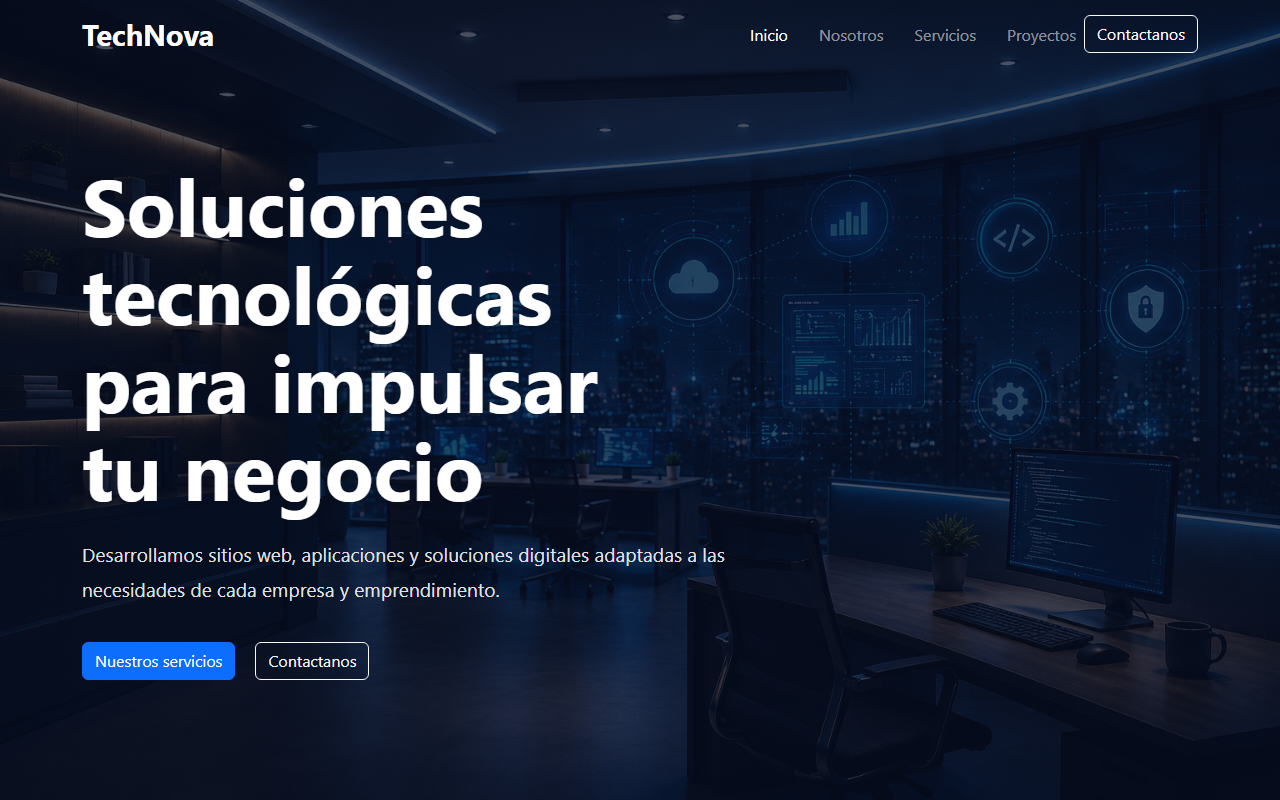 TechNova
Inicio Nosotros Servicios Proyectos Contactanos
Soluciones
tecnológicas
para impulsar
tu negocio
Desarrollamos sitios web, aplicaciones y soluciones digitales adaptadas a las
necesidades de cada empresa y emprendimiento.
Nuestros servicios Contactanos